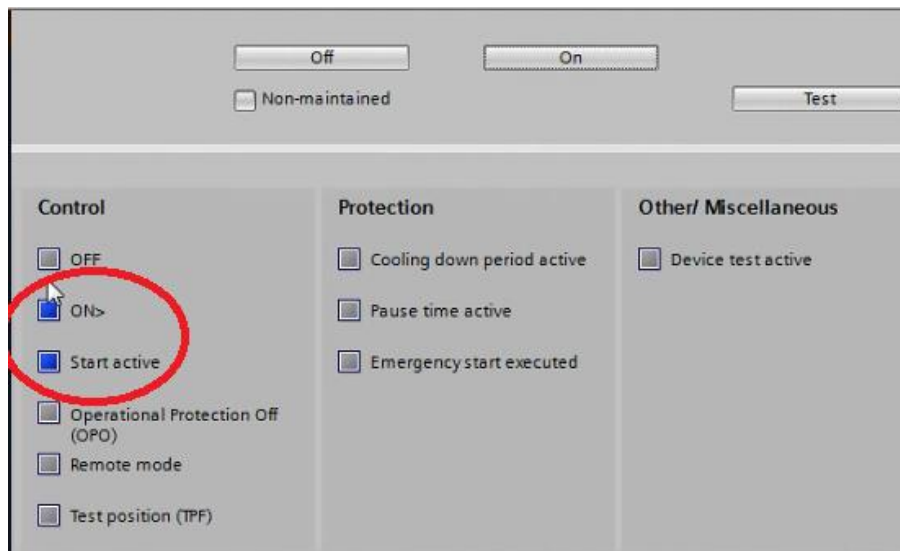 Off
On
Non-maintained
Test
Control
OFF
ON>
Start active
Operational Protection Off
(OPO)
Remote mode
Test position (TPF)
Protection
Cooling down period active
Pause time active
Emergency start executed
Other/ Miscellaneous
Device test active